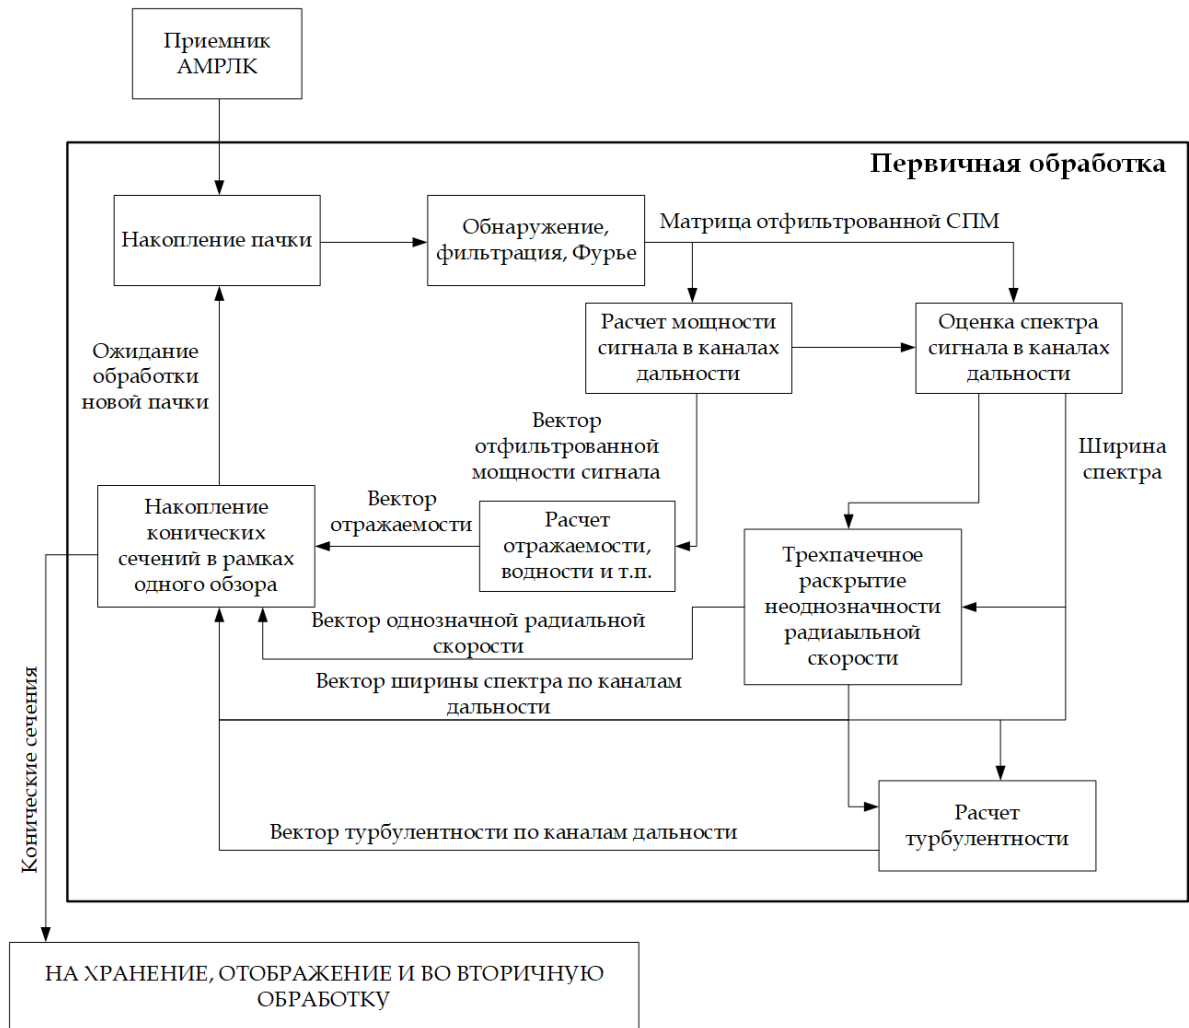 Приемник
АМРЛК
Первичная обработка
Накопление пачки
Обнаружение,
фильтрация, Фурье
Матрица отфильтрованной СПМ
Расчет мощности
сигнала в каналах
дальности
Оценка спектра
сигнала в каналах
дальности
Ожидание
обработки
новой пачки
Вектор
отфильтрованной
мощности сигнала
Ширина
спектра
Накопление
конических
сечений в рамках
одного обзора
Вектор
отражаемости
Расчет
отражаемости,
водности и т.п.
Трехпачечное
раскрытие
неоднозначности
радиаыльной
скорости
Вектор однозначной радиальной
скорости
Вектор ширины спектра по каналам
дальности
Конические сечения
Расчет
турбулентности
Вектор турбулентности по каналам дальности
НА ХРАНЕНИЕ, ОТОБРАЖЕНИЕ И ВО ВТОРИЧНУЮ
ОБРАБОТКУ